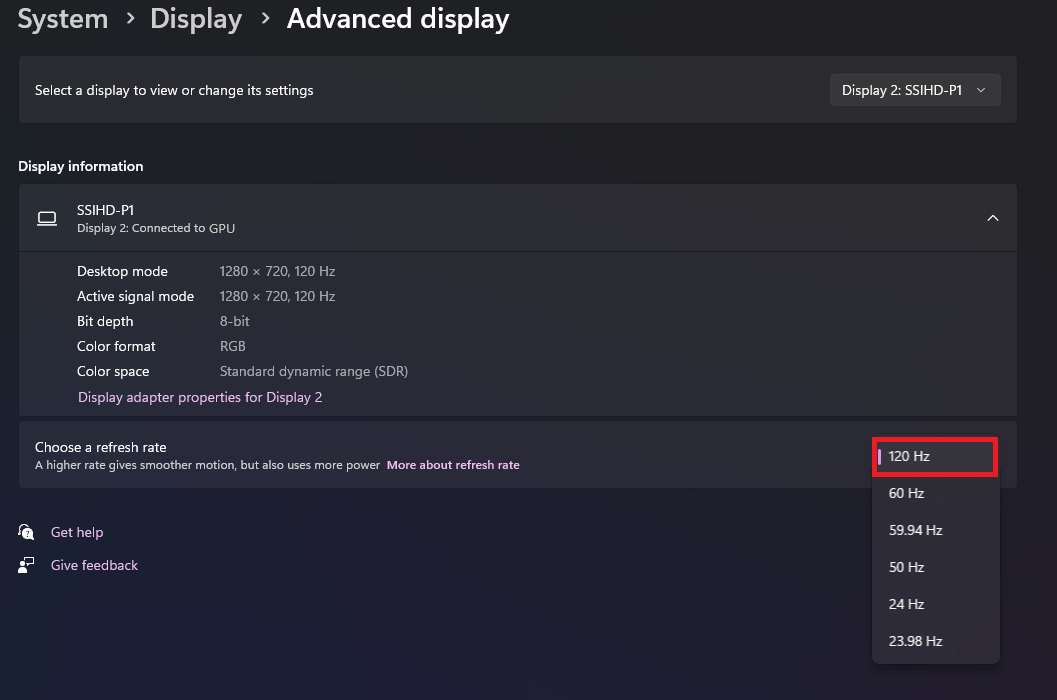 System > Display > Advanced display
Select a display to view or change its settings
Display 2: SSIHD-P1
Display information
SSIHD-P1
Display 2: Connected to GPU
Desktop mode 1280 × 720, 120 Hz
Active signal mode 1280 × 720, 120 Hz
Bit depth 8-bit
Color format RGB
Color space Standard dynamic range (SDR)
Display adapter properties for Display 2
Choose a refresh rate
A higher rate gives smoother motion, but also uses more power More about refresh rate
120 Hz
60 Hz
59.94 Hz
50 Hz
24 Hz
23.98 Hz
Get help
Give feedback